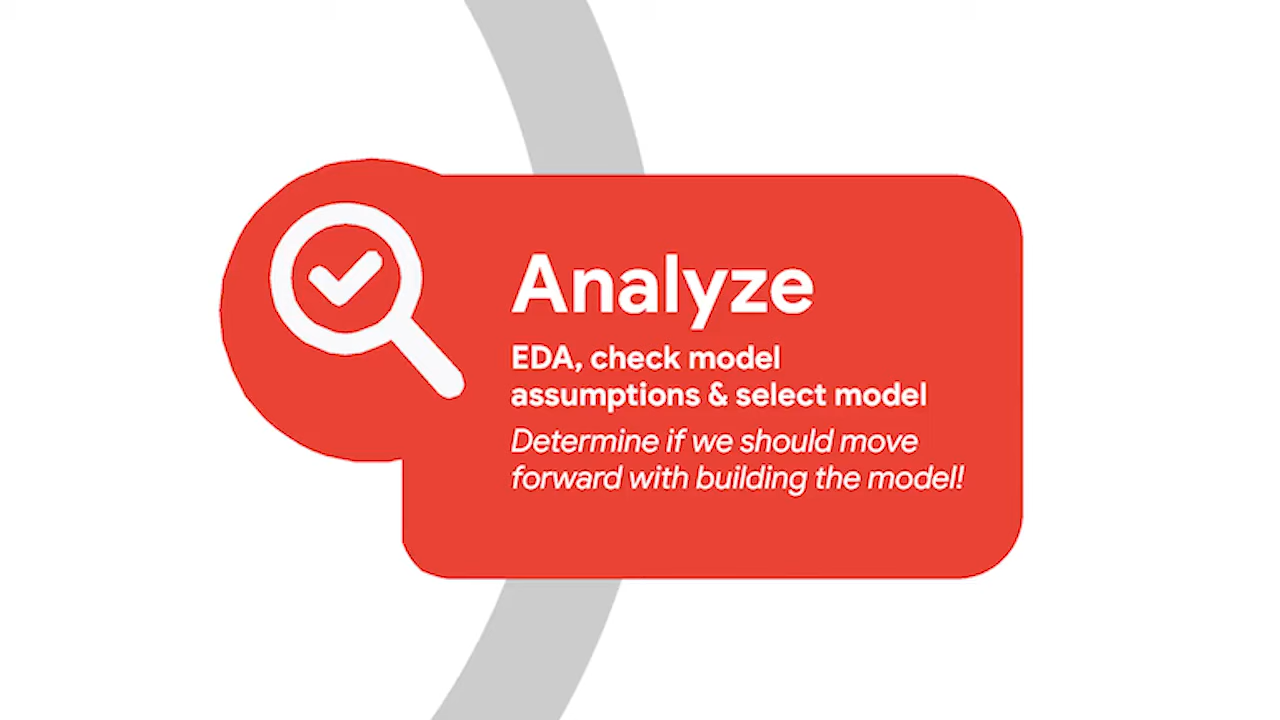 Analyze
EDA, check model
assumptions & select model
Determine if we should move
forward with building the model!